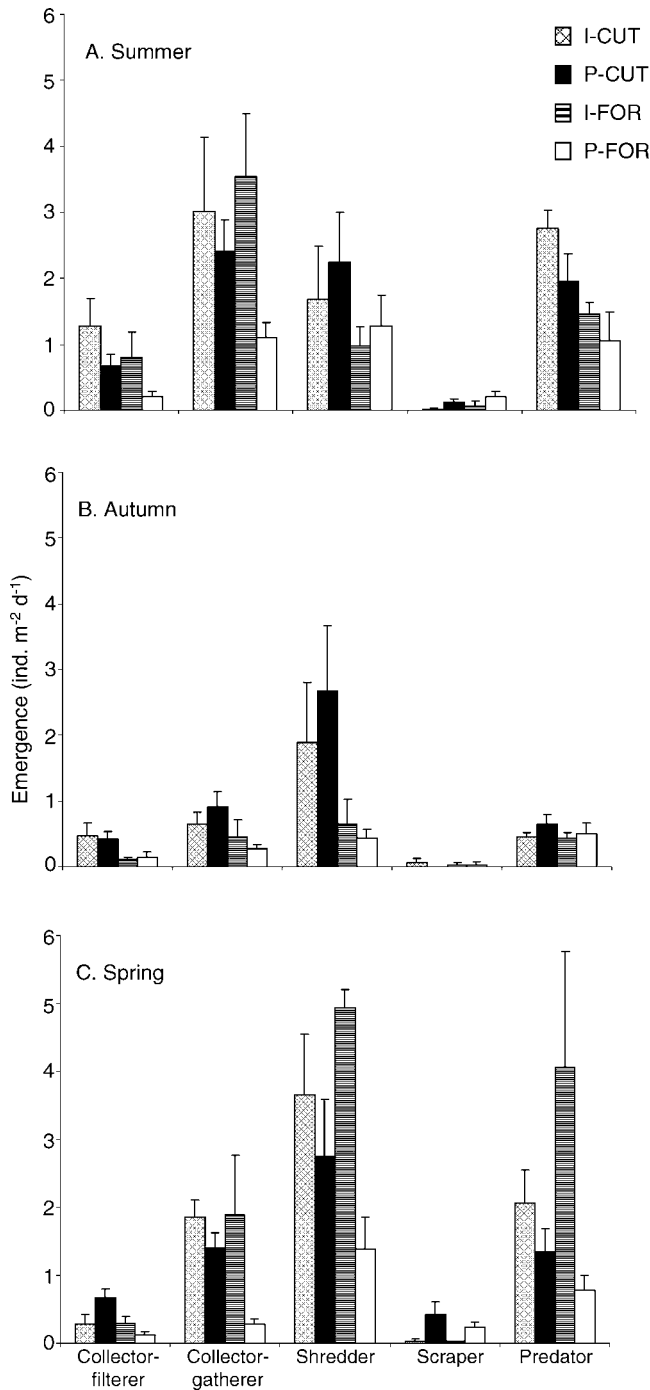 6
A. Summer
5
4
3
2
1
0
I-CUT
P-CUT
I-FOR
P-FOR
Emergence (ind. m⁻² d⁻¹)
6
B. Autumn
5
4
3
2
1
0
6
C. Spring
5
4
3
2
1
0
Collector-
filterer
Collector-
gatherer
Shredder
Scraper
Predator